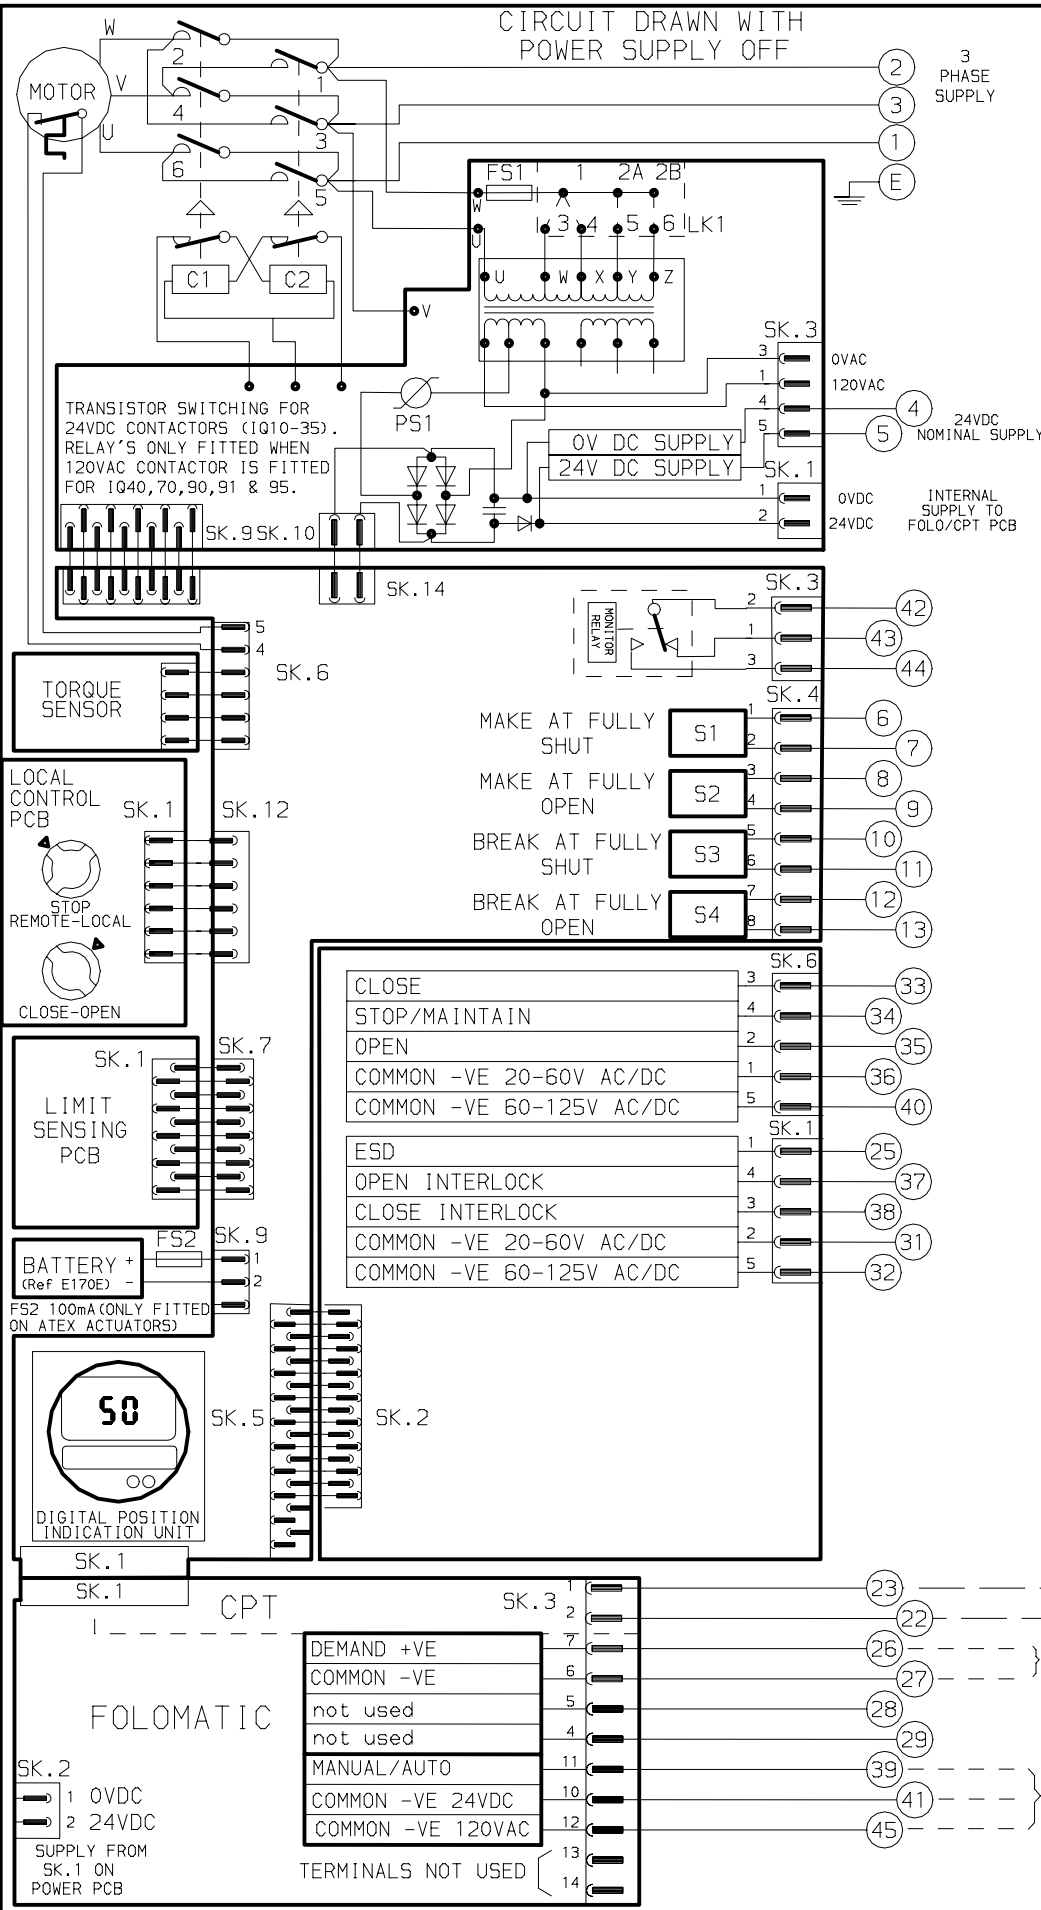 CIRCUIT DRAWN WITH
POWER SUPPLY OFF
W
2
V
MOTOR
4
U
6
1
3
5
2
3
1
E
3
PHASE
SUPPLY
FS1
1
2A 2B
W
U
3 4 5 6 LK1
U W X Y Z
C1
C2
V
TRANSISTOR SWITCHING FOR
24VDC CONTACTORS (IQ10-35).
RELAY'S ONLY FITTED WHEN
120VAC CONTACTOR IS FITTED
FOR IQ40,70,90,91 & 95.
PS1
SK.3
3 0VAC
1 120VAC
4 4
5 5
24VDC
NOMINAL SUPPLY
0V DC SUPPLY
24V DC SUPPLY
SK.1
1 0VDC
2 24VDC
INTERNAL
SUPPLY TO
FOLO/CPT PCB
SK.9 SK.10
SK.14
5
4
SK.6
TORQUE
SENSOR
MONITOR
RELAY
SK.3
2 42
1 43
3 44
SK.4
MAKE AT FULLY
SHUT
S1
1 6
2 7
MAKE AT FULLY
OPEN
S2
3 8
4 9
BREAK AT FULLY
SHUT
S3
5 10
6 11
BREAK AT FULLY
OPEN
S4
7 12
8 13
LOCAL
CONTROL
PCB
SK.1 SK.12
STOP
REMOTE-LOCAL
CLOSE-OPEN
SK.6
CLOSE 3 33
STOP/MAINTAIN 4 34
OPEN 2 35
COMMON -VE 20-60V AC/DC 1 36
COMMON -VE 60-125V AC/DC 5 40
SK.1
ESD 1 25
OPEN INTERLOCK 4 37
CLOSE INTERLOCK 3 38
COMMON -VE 20-60V AC/DC 2 31
COMMON -VE 60-125V AC/DC 5 32
SK.1 SK.7
LIMIT
SENSING
PCB
FS2 SK.9
BATTERY +
(Ref E170E) -
1
2
FS2 100mA(ONLY FITTED
ON ATEX ACTUATORS)
50
DIGITAL POSITION
INDICATION UNIT
SK.5
SK.2
SK.1
SK.1
CPT
SK.3
1 23
2 22
DEMAND +VE 7 26
COMMON -VE 6 27
not used 5 28
not used 4 29
MANUAL/AUTO 11 39
COMMON -VE 24VDC 10 41
COMMON -VE 120VAC 12 45
TERMINALS NOT USED
13
14
FOLOMATIC
SK.2
1 0VDC
2 24VDC
SUPPLY FROM
SK.1 ON
POWER PCB